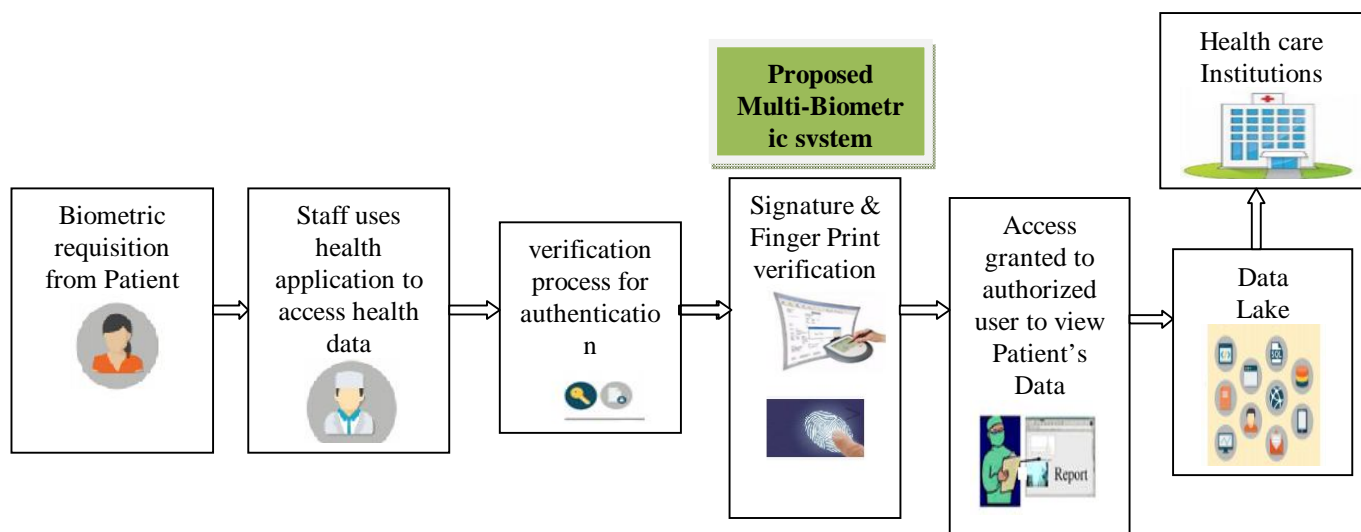 Proposed
Multi-Biometr
ic system
Health care
Institutions
Biometric
requisition
from Patient
Staff uses
health
application to
access health
data
verification
process for
authenticatio
n
Signature &
Finger Print
verification
Access
granted to
authorized
user to view
Patient's
Data
Report
Data
Lake
SQL